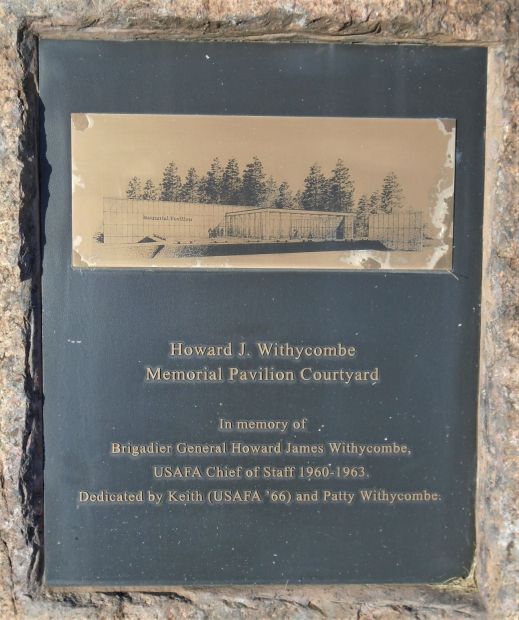 Memorial Pavilion
Howard J. Withycombe
Memorial Pavilion Courtyard
In memory of
Brigadier General Howard James Withycombe,
USAFA Chief of Staff 1960-1963.
Dedicated by Keith (USAFA '66) and Patty Withycombe.